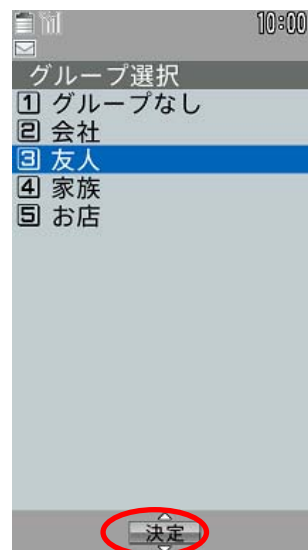 10:00
グループ選択
1 グループなし
2 会社
3 友人
4 家族
5 お店
決定